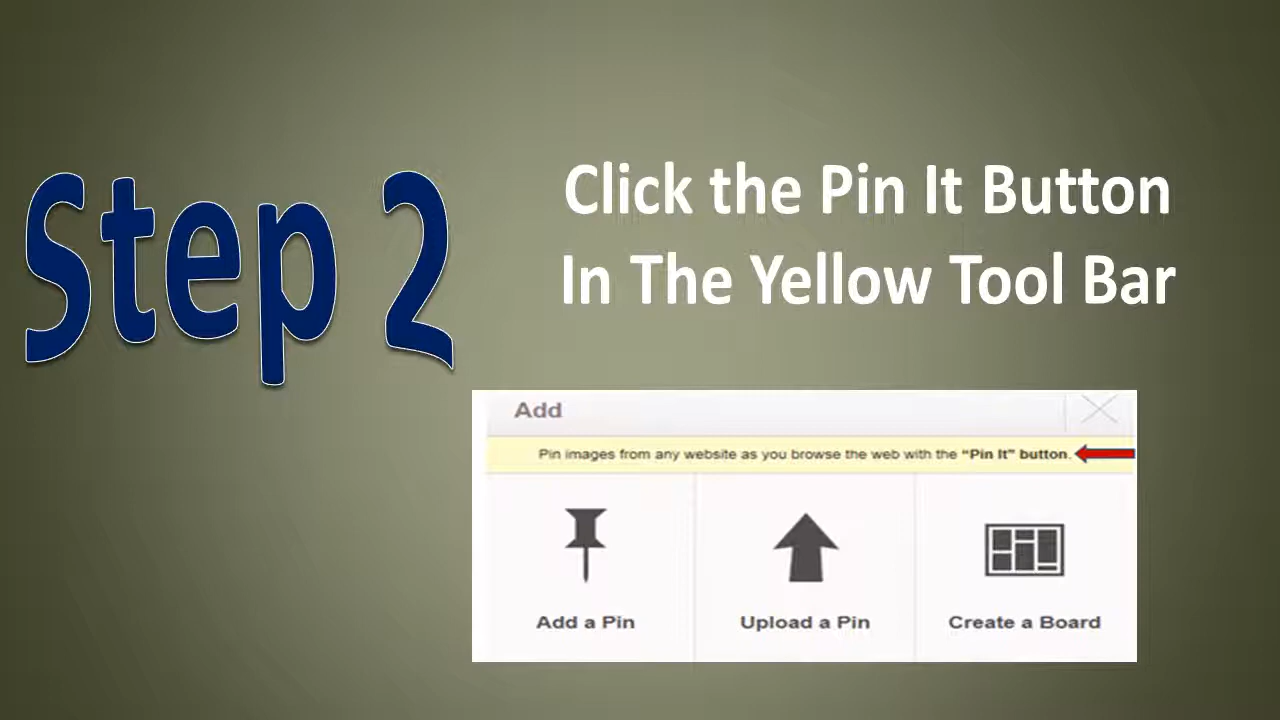 Step 2
Click the Pin It Button
In The Yellow Tool Bar
Add
Pin images from any website as you browse the web with the “Pin It” button.
Add a Pin
Upload a Pin
Create a Board